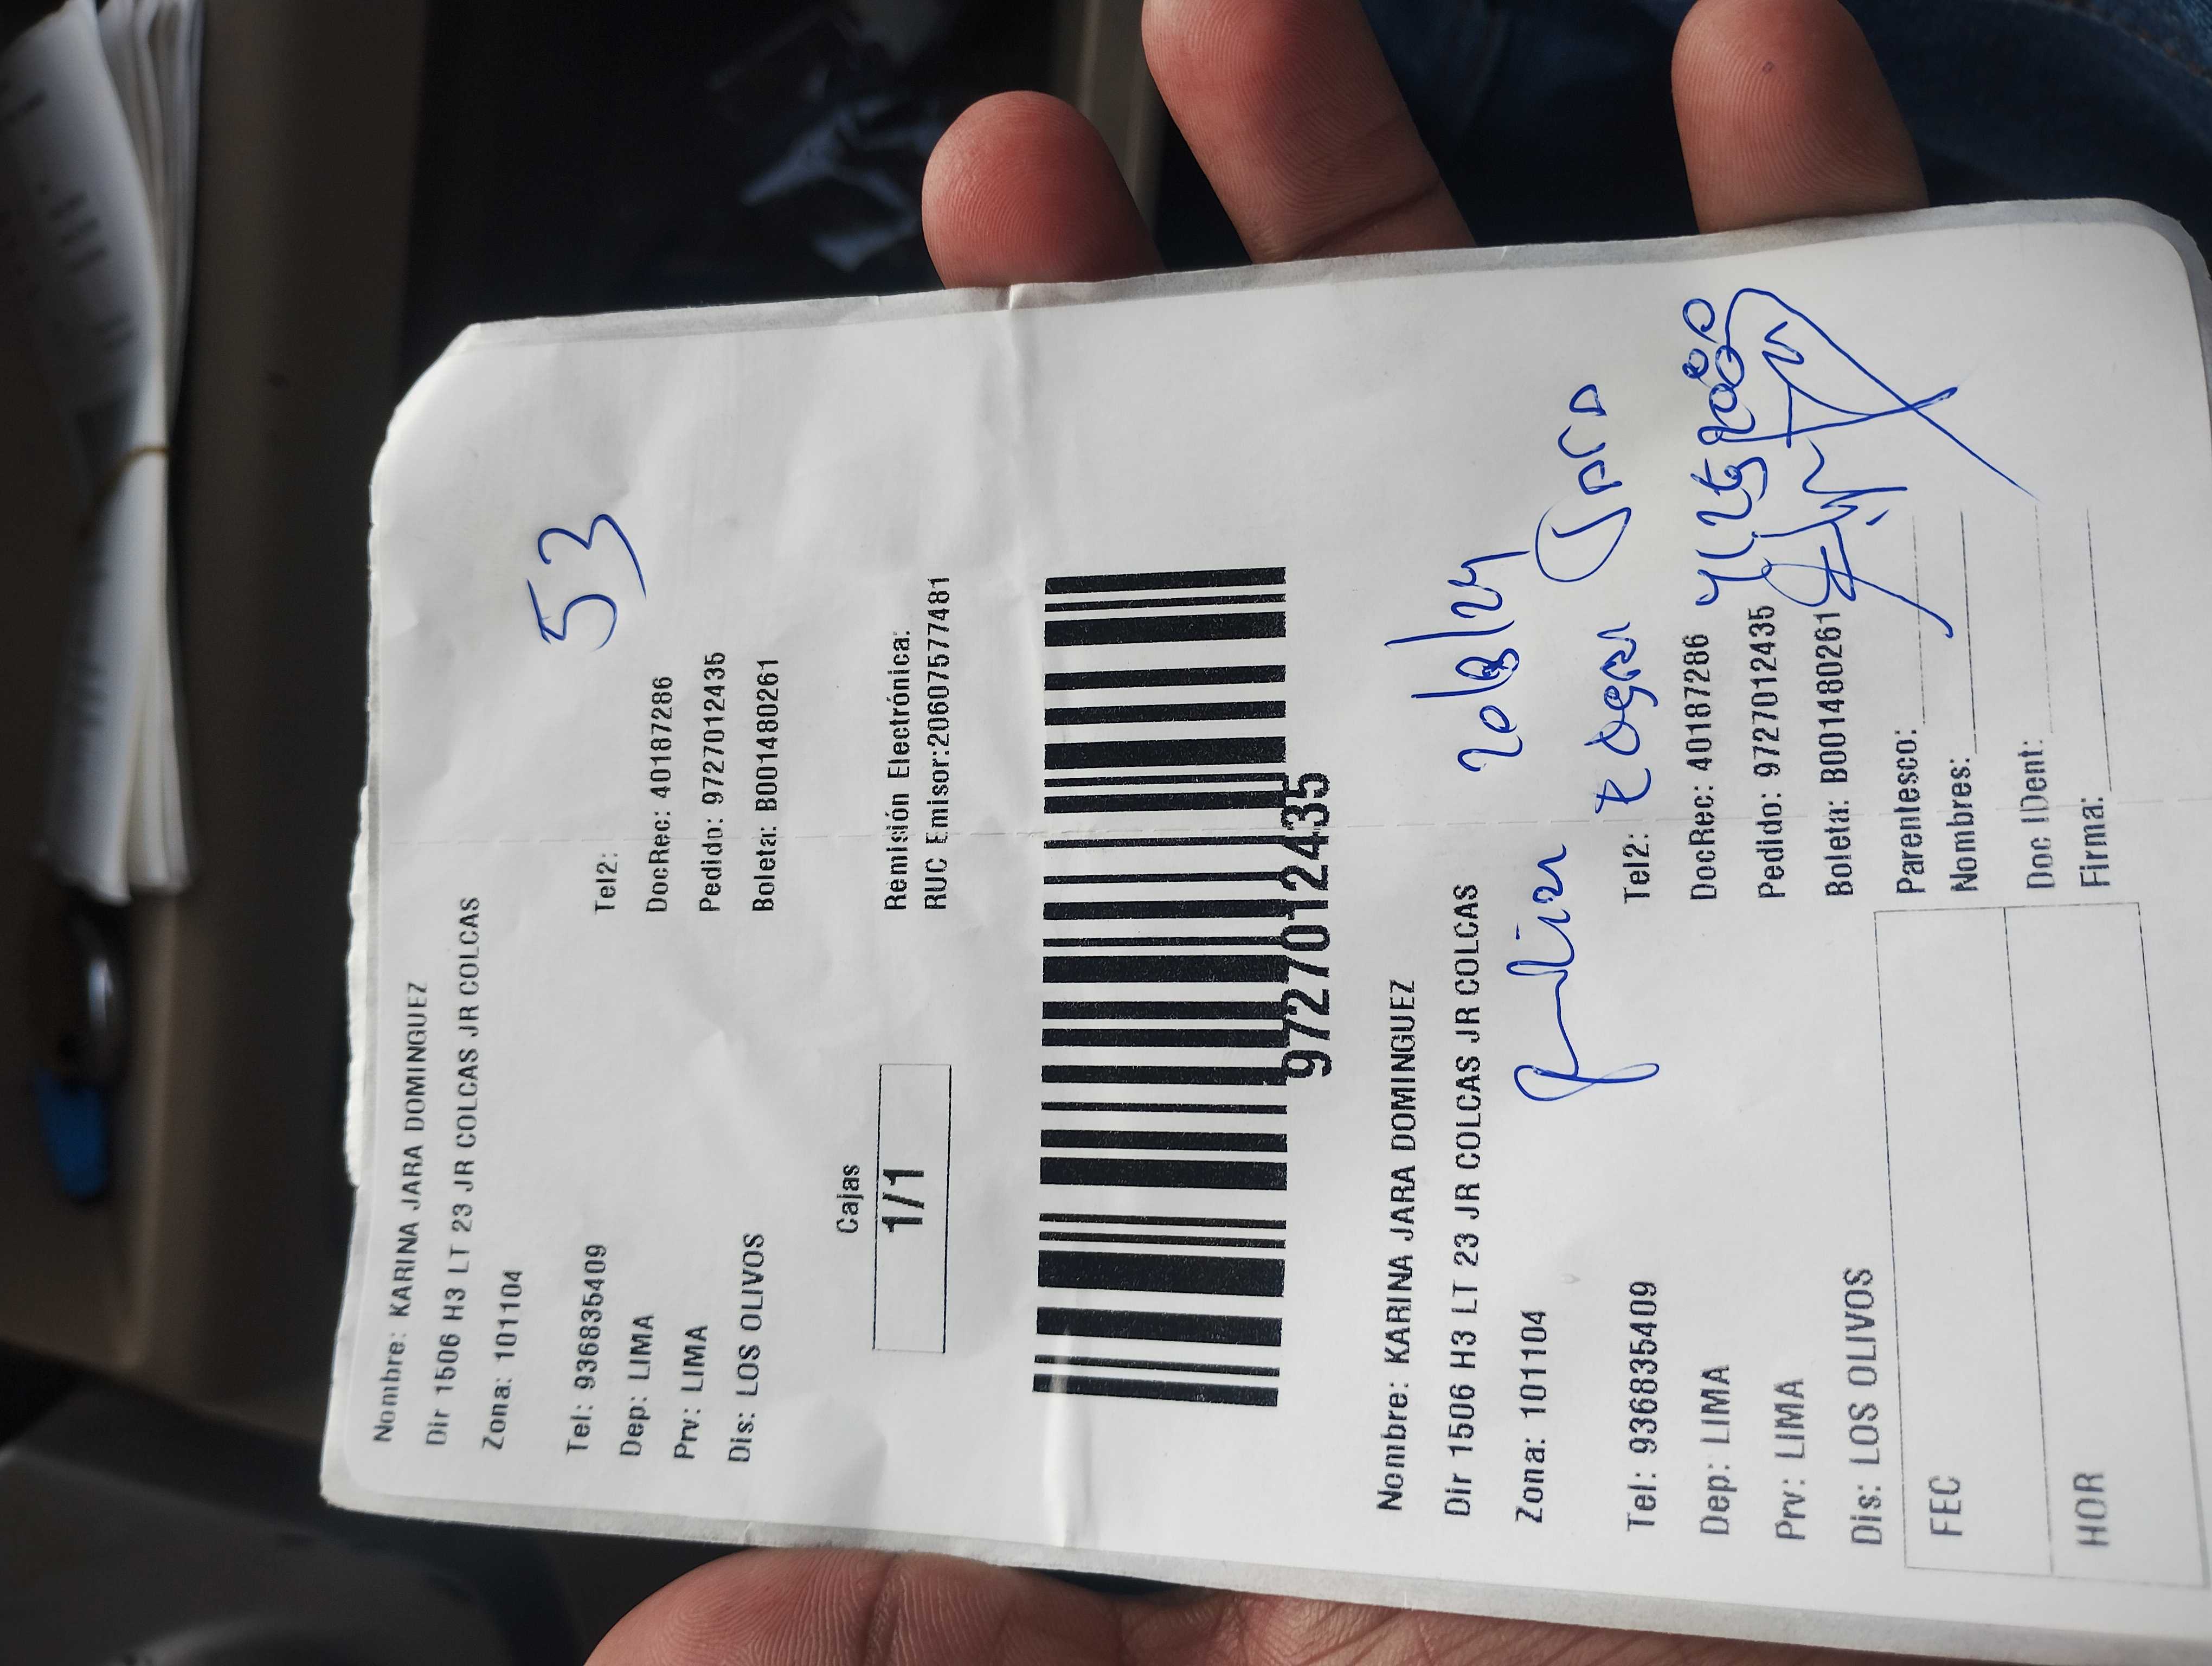 Nombre: KARINA JARA DOMINGUEZ
Dir 1506 H3 LT 23 JR COLCAS JR COLCAS
Zona: 101104
53
Tel: 936835409 Tel2:
Dep: LIMA DocRec: 40187286
Prv: LIMA Pedido: 9727012435
Dis: LOS OLIVOS Boleta: B001480261
Cajas
1/1
Remisión Electrónica:
RUC Emisor:20607577481
9727012435
Nombre: KARINA JARA DOMINGUEZ
20/8/24
Dir 1506 H3 LT 23 JR COLCAS JR COLCAS
Zona: 101104
Jara
Tel: 936835409 Tel2:
Dep: LIMA DocRec: 40187286
Prv: LIMA Pedido: 9727012435
Dis: LOS OLIVOS Boleta: B001480261
FEC
HOR
Parentesco:
Nombres:
Doc IDent:
Firma: